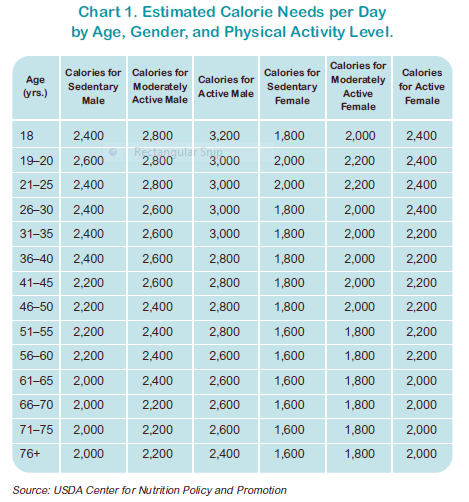 Chart 1. Estimated Calorie Needs per Day
by Age, Gender, and Physical Activity Level.
Age (yrs.) Calories for Sedentary Male Calories for Moderately Active Male Calories for Active Male Calories for Sedentary Female Calories for Moderately Active Female Calories for Active Female
18 2,400 2,800 3,200 1,800 2,000 2,400
19–20 2,600 2,800 3,000 2,000 2,200 2,400
Rectangular Snip
21–25 2,400 2,800 3,000 2,000 2,200 2,400
26–30 2,400 2,600 3,000 1,800 2,000 2,400
31–35 2,400 2,600 3,000 1,800 2,000 2,200
36–40 2,400 2,600 2,800 1,800 2,000 2,200
41–45 2,200 2,600 2,800 1,800 2,000 2,200
46–50 2,200 2,400 2,800 1,800 2,000 2,200
51–55 2,200 2,400 2,800 1,600 1,800 2,200
56–60 2,200 2,400 2,600 1,600 1,800 2,200
61–65 2,000 2,400 2,600 1,600 1,800 2,000
66–70 2,000 2,200 2,600 1,600 1,800 2,000
71–75 2,000 2,200 2,600 1,600 1,800 2,000
76+ 2,000 2,200 2,400 1,600 1,800 2,000
Source: USDA Center for Nutrition Policy and Promotion